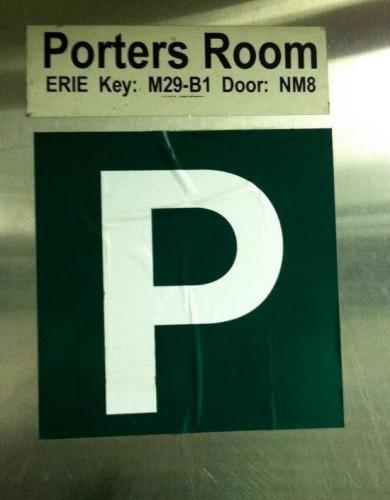 Porters Room
ERIE Key: M29-B1 Door: NM8
P